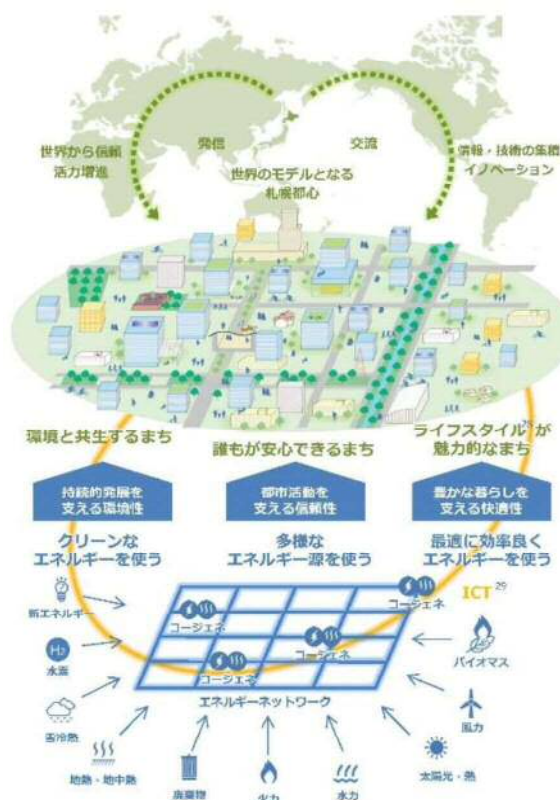 世界から信頼
活力増進
発信
交流
情報・技術の集積
イノベーション
世界のモデルとなる
札幌都心
環境と共生するまち
誰もが安心できるまち
ライフスタイル が
魅力的なまち
持続的発展を
支える環境性
都市活動を
支える信頼性
豊かな暮らしを
支える快適性
クリーンな
エネルギーを使う
多様な
エネルギー源を使う
最適に効率良く
エネルギーを使う
ICT 29
コージェネ
新エネルギー
コージェネ
コージェネ
コージェネ
H2
水素
バイオマス
エネルギーネットワーク
雪冷熱
風力
地熱・地中熱
廃棄物
火力
水力
太陽光・熱